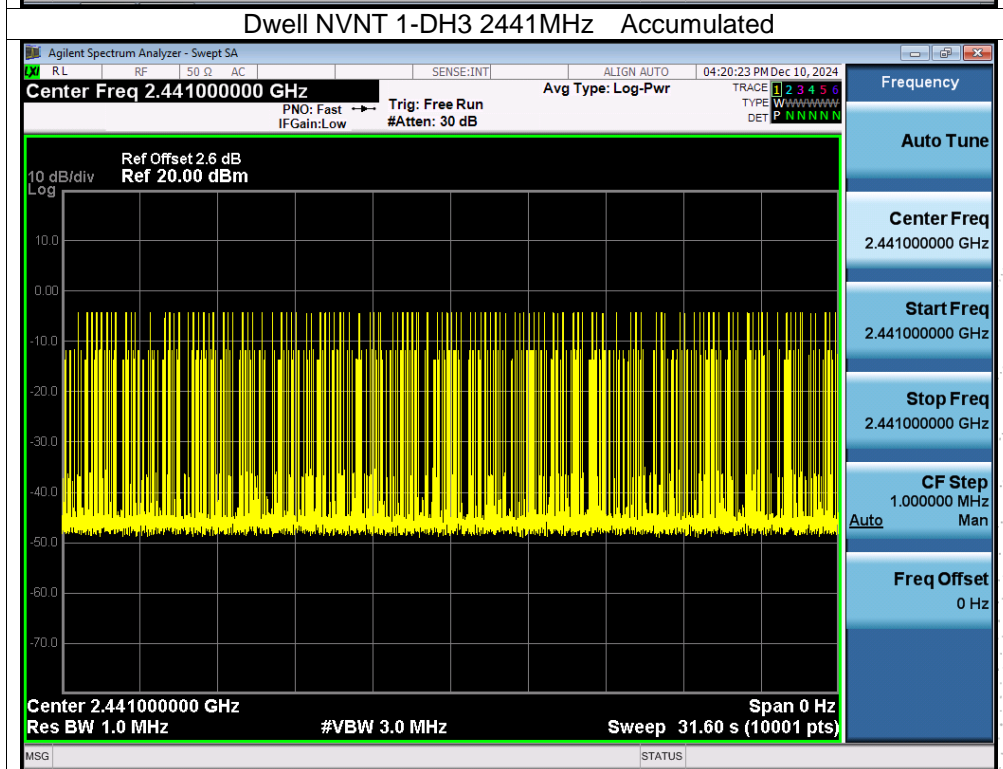 Dwell NVNT 1-DH3 2441MHz    Accumulated
Agilent Spectrum Analyzer - Swept SA
LXI RL RF 50 Ω AC SENSE:INT ALIGN AUTO 04:20:23 PM Dec 10, 2024
Center Freq 2.441000000 GHz
PNO: Fast
IFGain:Low
Trig: Free Run
#Atten: 30 dB
Avg Type: Log-Pwr
TRACE 1 2 3 4 5 6
TYPE WWWWWWW
DET P N N N N N
Frequency
Auto Tune
Center Freq
2.441000000 GHz
Start Freq
2.441000000 GHz
Stop Freq
2.441000000 GHz
CF Step
1.000000 MHz
Auto Man
Freq Offset
0 Hz
Ref Offset 2.6 dB
10 dB/div Ref 20.00 dBm
Log
10.0
0.00
-10.0
-20.0
-30.0
-40.0
-50.0
-60.0
-70.0
Center 2.441000000 GHz Span 0 Hz
Res BW 1.0 MHz #VBW 3.0 MHz Sweep 31.60 s (10001 pts)
MSG STATUS